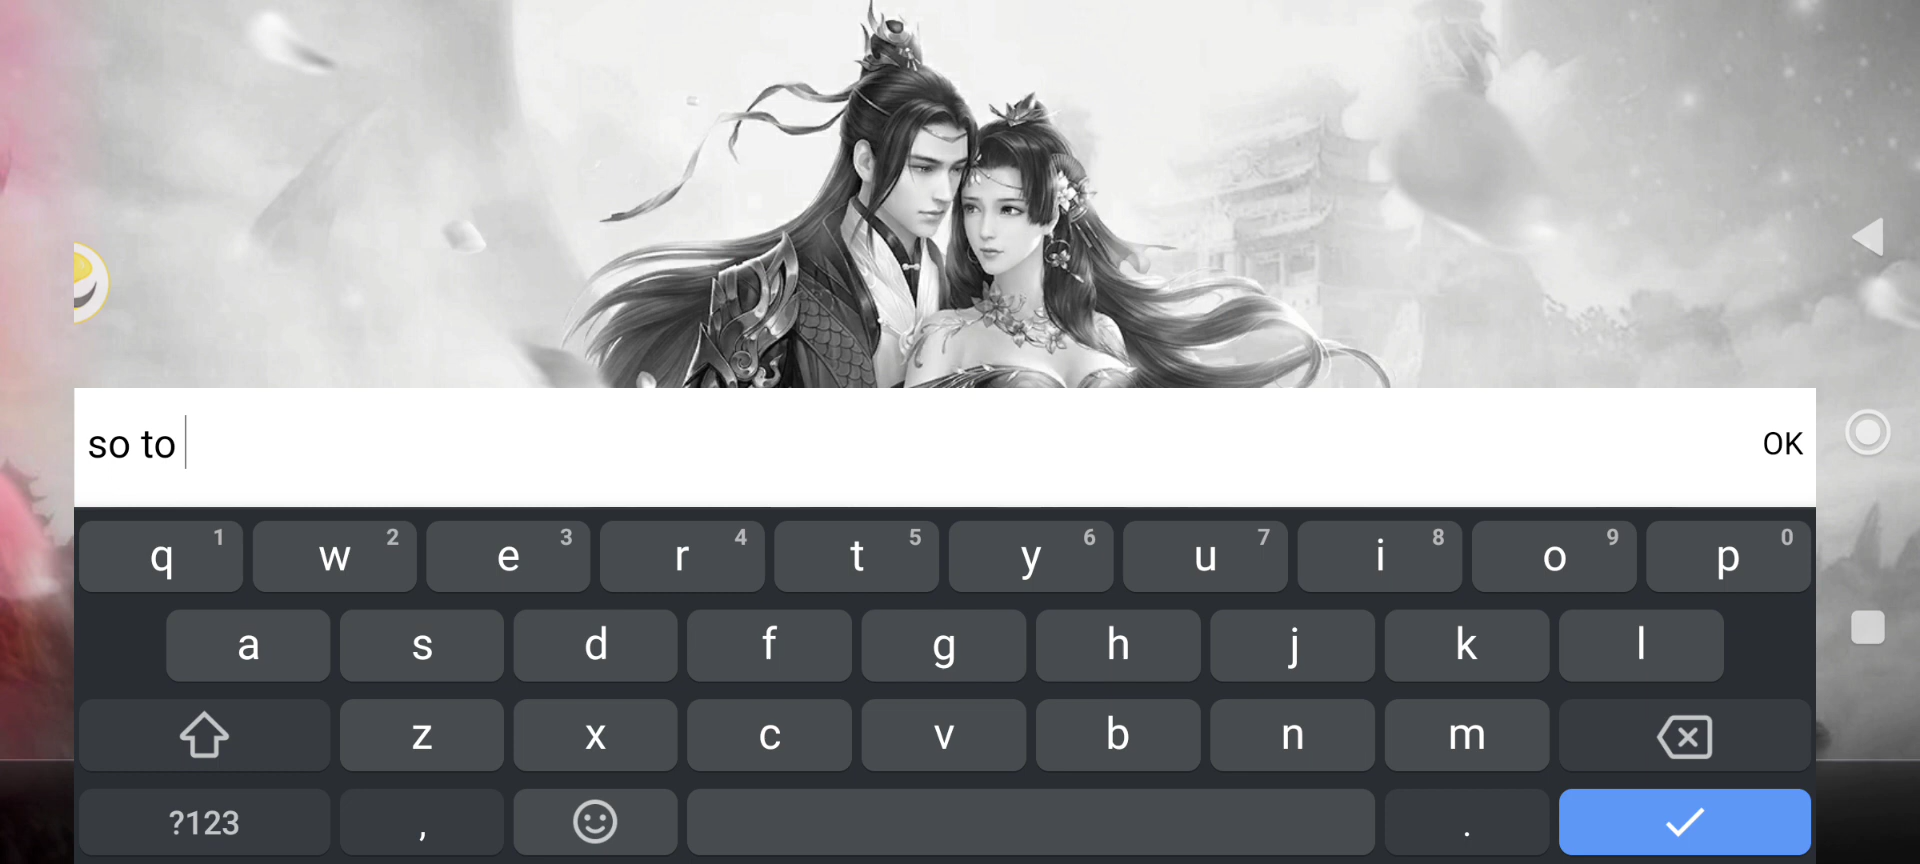 so to
OK
q 1 w 2 e 3 r 4 t 5 y 6 u 7 i 8 o 9 p 0
a s d f g h j k l
z x c v b n m
?123 , .